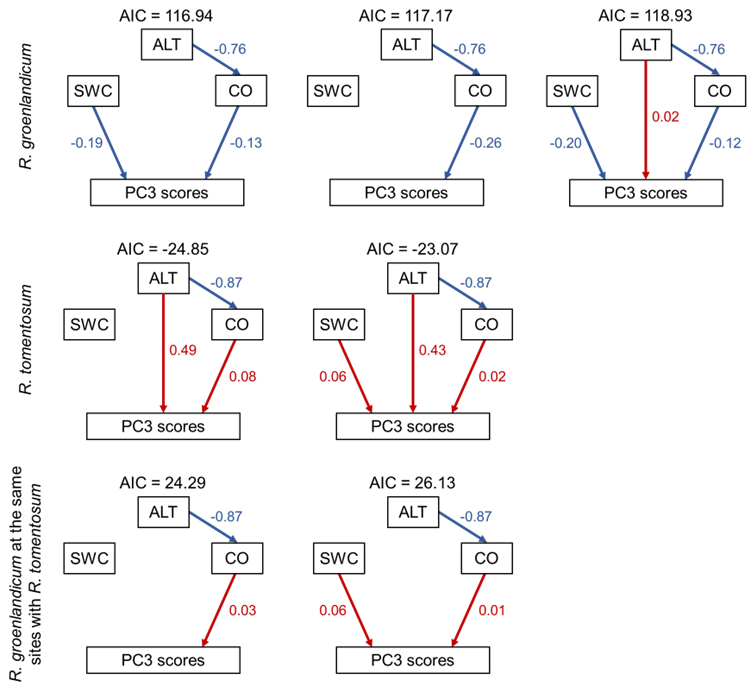 R. groenlandicum
AIC = 116.94
ALT
-0.76
SWC
CO
-0.19
-0.13
PC3 scores
AIC = 117.17
ALT
-0.76
SWC
CO
-0.26
PC3 scores
AIC = 118.93
ALT
-0.76
SWC
CO
0.02
-0.20
-0.12
PC3 scores
R. tomentosum
AIC = -24.85
ALT
-0.87
SWC
CO
0.49
0.08
PC3 scores
AIC = -23.07
ALT
-0.87
SWC
CO
0.43
0.06
0.02
PC3 scores
R. groenlandicum at the same
sites with R. tomentosum
AIC = 24.29
ALT
-0.87
SWC
CO
0.03
PC3 scores
AIC = 26.13
ALT
-0.87
SWC
CO
0.06
0.01
PC3 scores